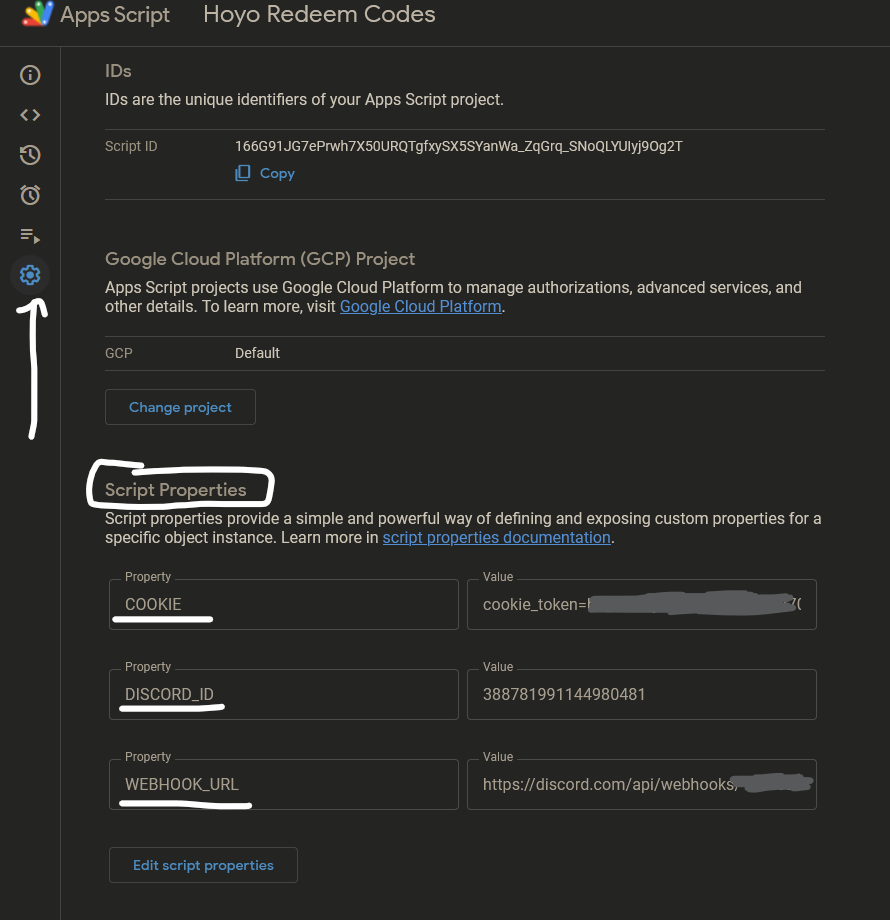 Apps Script Hoyo Redeem Codes
IDs
IDs are the unique identifiers of your Apps Script project.
Script ID 166G91JG7ePrwh7X50URQTgfxySX5SYanWa_ZqGrq_SNoQLYUIyj9Og2T
Copy
Google Cloud Platform (GCP) Project
Apps Script projects use Google Cloud Platform to manage authorizations, advanced services, and
other details. To learn more, visit Google Cloud Platform.
GCP Default
Change project
Script Properties
Script properties provide a simple and powerful way of defining and exposing custom properties for a
specific object instance. Learn more in script properties documentation.
Property Value
COOKIE cookie_token=
Property Value
DISCORD_ID 388781991144980481
Property Value
WEBHOOK_URL https://discord.com/api/webhooks/
Edit script properties